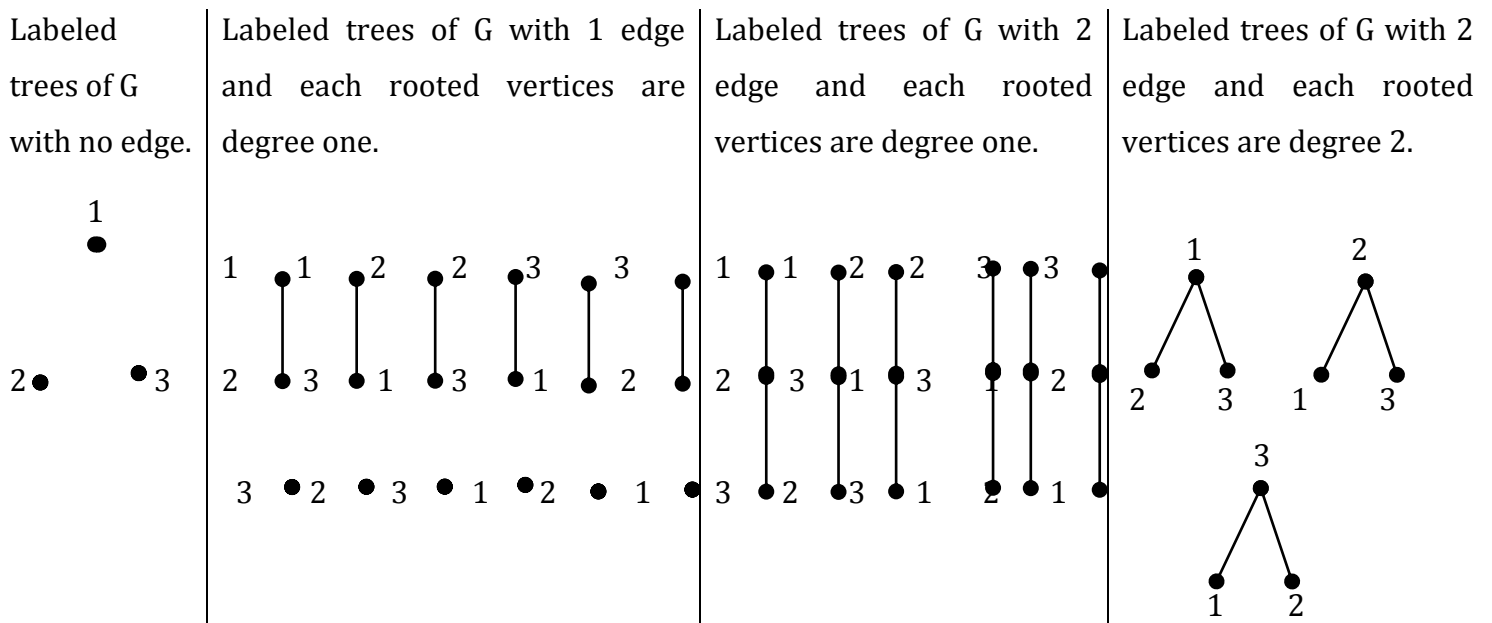 Labeled
trees of G
with no edge.
1
2 3
Labeled trees of G with 1 edge
and each rooted vertices are
degree one.
1 1 2 2 3 3
2 3 1 3 1 2
3 2 3 1 2 1
Labeled trees of G with 2
edge and each rooted
vertices are degree one.
1 1 2 2 3 3
2 3 1 3 1 2
3 2 3 1 2 1
Labeled trees of G with 2
edge and each rooted
vertices are degree 2.
1 2
2 3 1 3
3
1 2